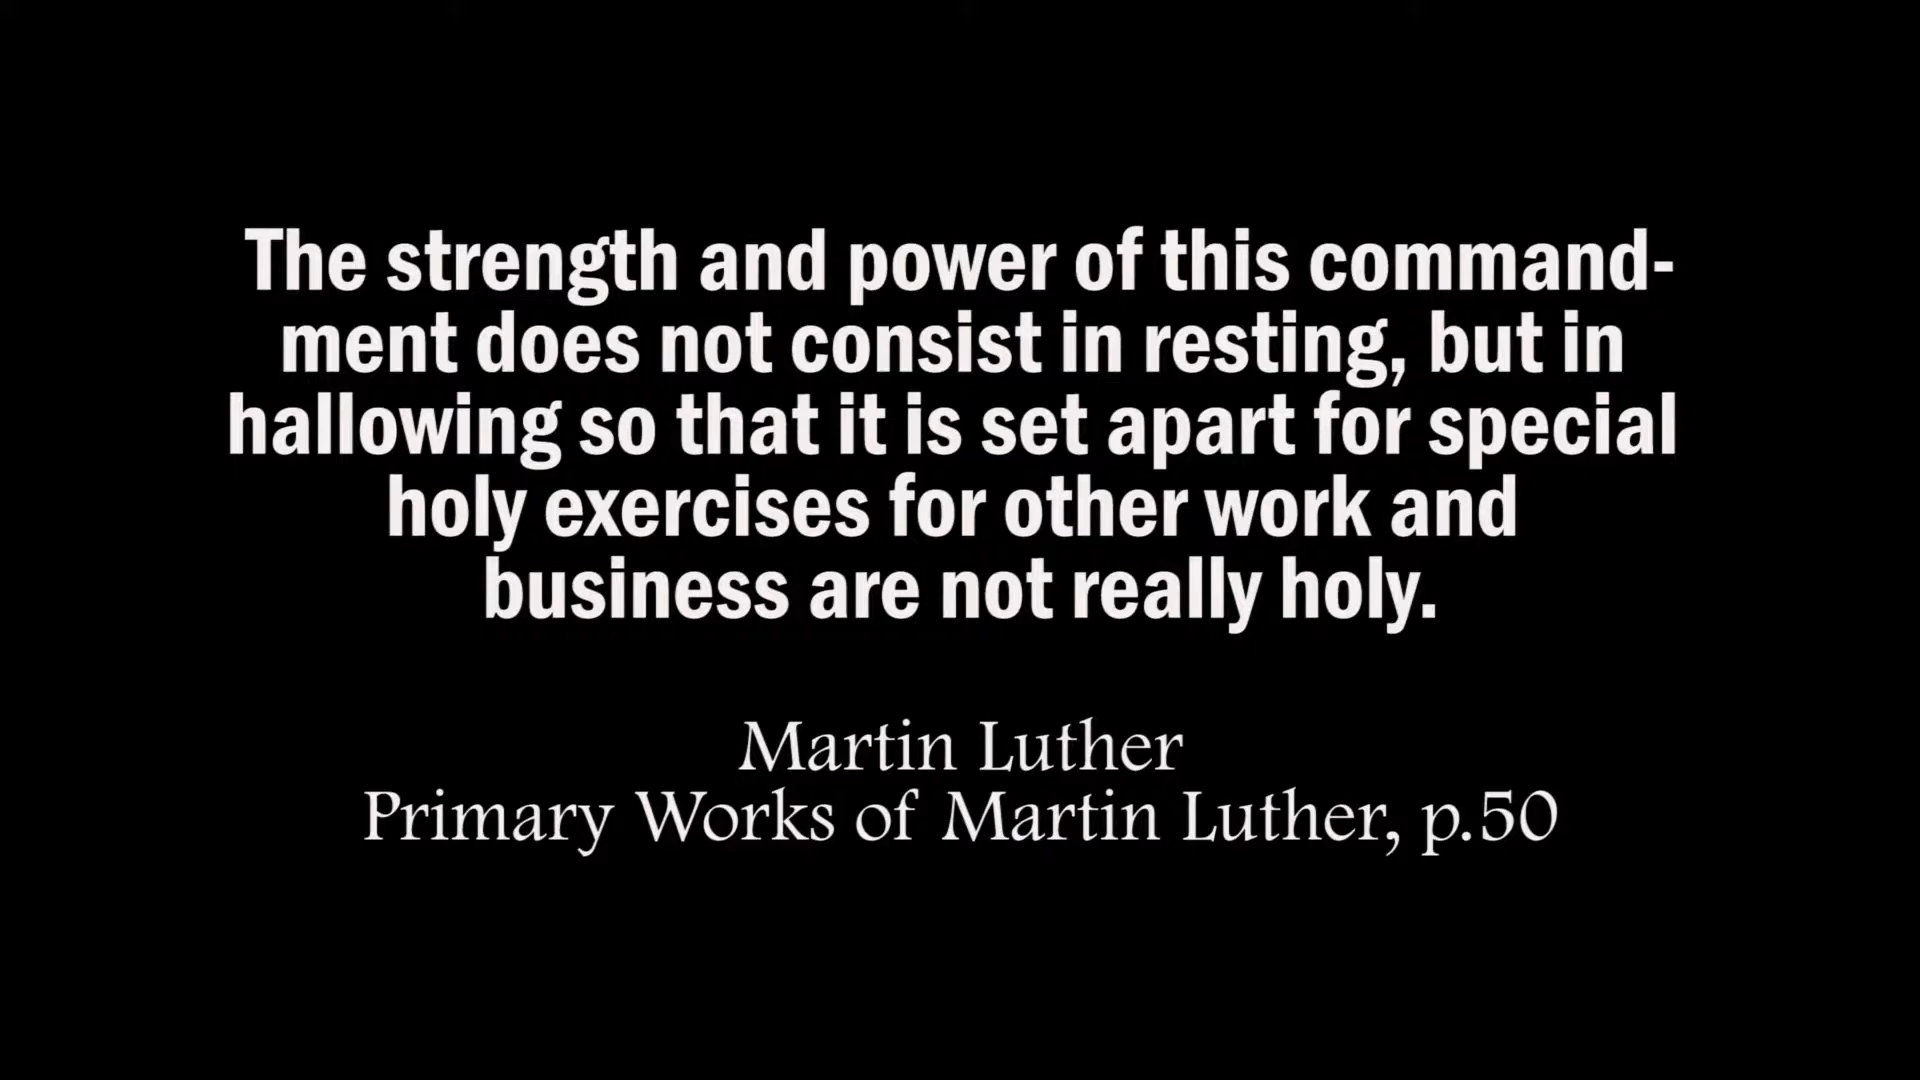 The strength and power of this command-
ment does not consist in resting, but in
hallowing so that it is set apart for special
holy exercises for other work and
business are not really holy.
Martin Luther
Primary Works of Martin Luther, p.50